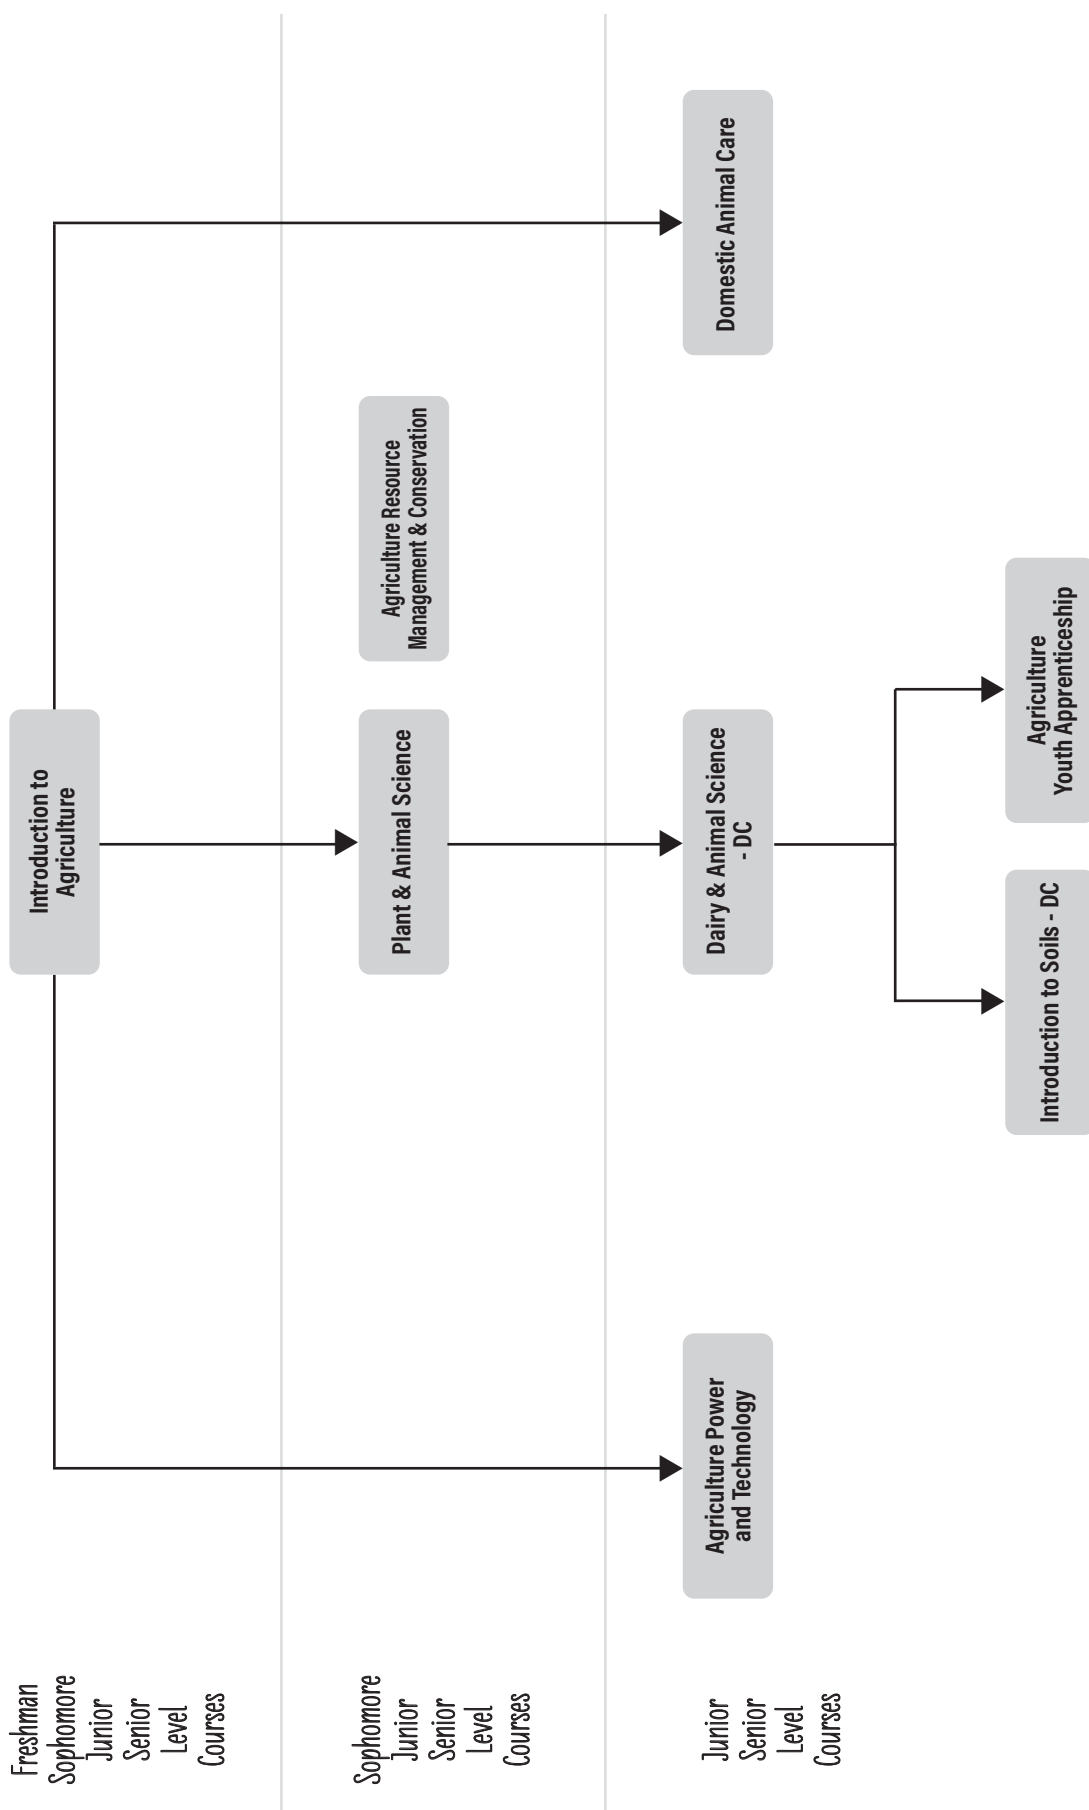 Freshman
Sophomore
Junior
Senior
Level
Courses
Introduction to
Agriculture
Sophomore
Junior
Senior
Level
Courses
Plant & Animal Science
Agriculture Resource
Management & Conservation
Junior
Senior
Level
Courses
Agriculture Power
and Technology
Dairy & Animal Science
- DC
Domestic Animal Care
Introduction to Soils - DC
Agriculture
Youth Apprenticeship